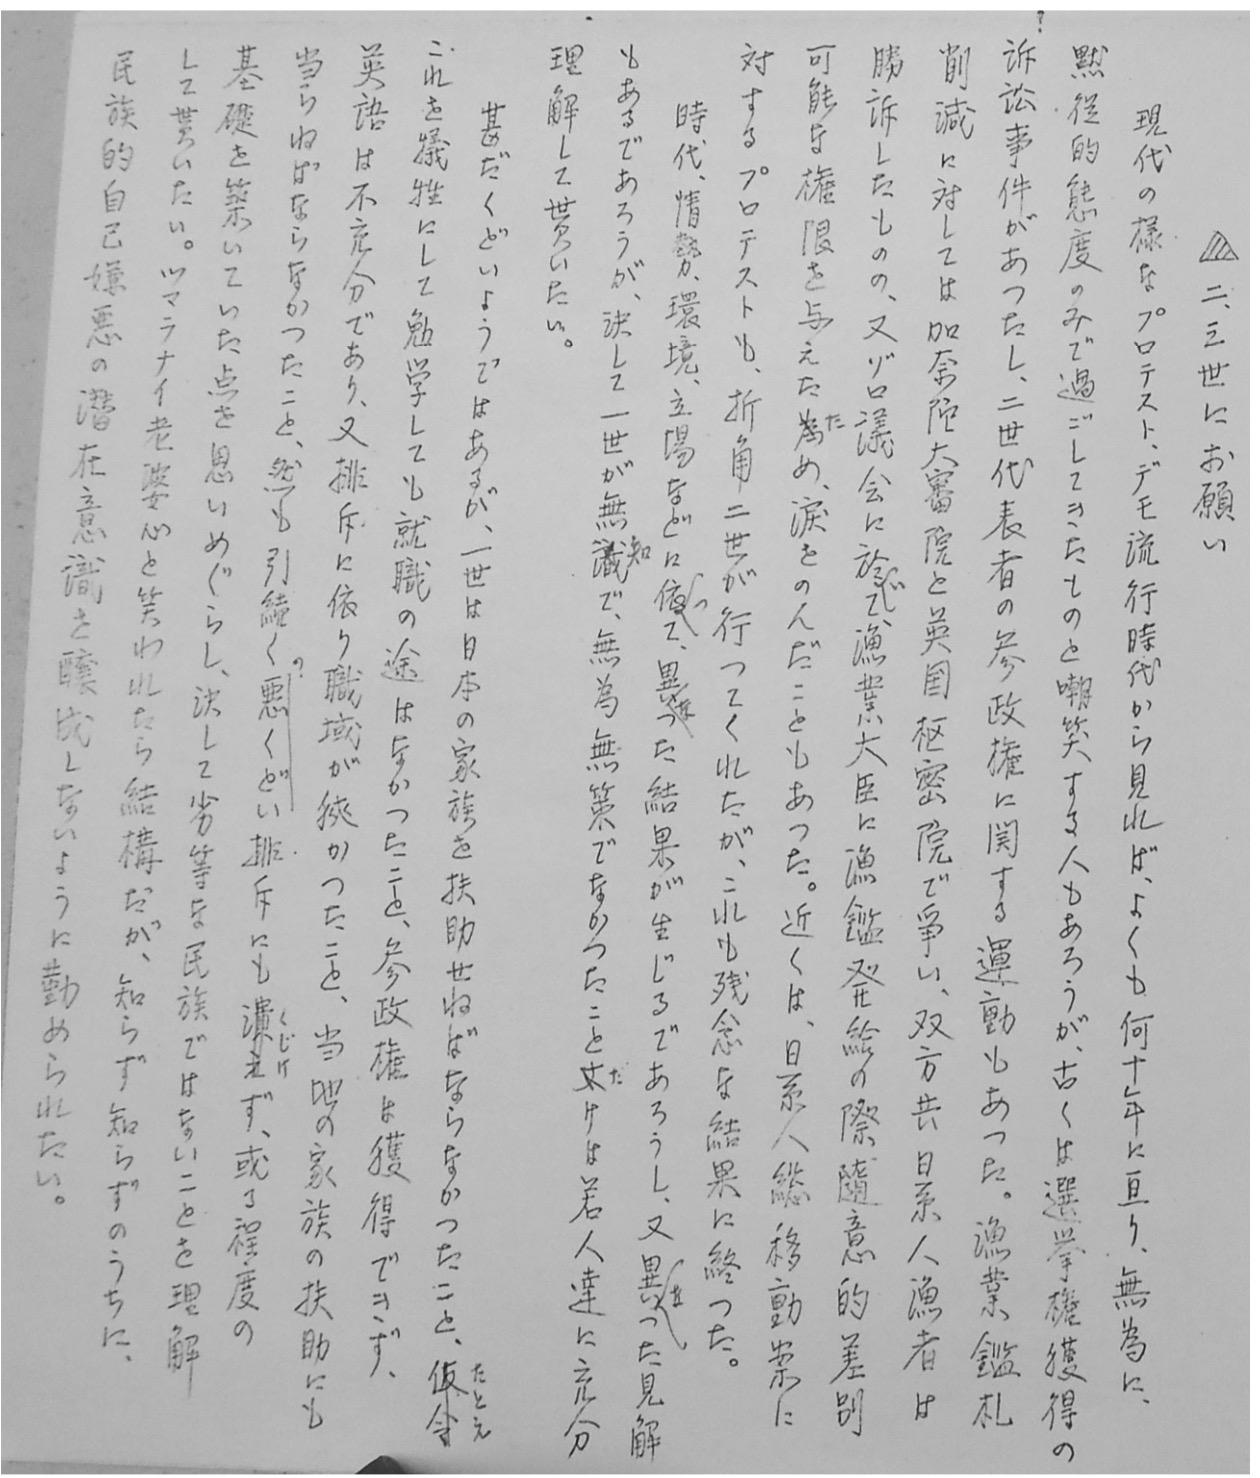 二、三世にお願い
現代の様なプロテスト、デモ流行時代から見れば、よくも何十年に亘り、無為に、
黙従的態度のみで過ごしてきたものと嘲笑する人もあろうが、古くは選挙権獲得の
訴訟事件があつたし、二世代表者の参政権に関する運動もあつた。漁業鑑札
削減に対しては加奈陀大審院と英国枢密院で争い、双方共日系人漁者は
勝訴したものの、又ゾロ議会に於て漁業大臣に漁鑑発給の際随意的差別
可能な権限を与えた為め、涙をのんだこともあつた。近くは、日系人総移動案に
対するプロテストも、折角二世が行つてくれたが、これも残念な結果に終つた。
時代、情勢、環境、立場などに依つて、異つた結果が生じるであろうし、又異つた見解
もあるであろうが、決して一世が無知で、無為無策でなかつたこと丈けは若人達に充分
理解して貰いたい。
甚だくどいようではあるが、一世は日本の家族を扶助せねばならなかつたこと、仮令たとえ
これを犠牲にして勉学しても就職の途はなかつたこと、参政権は獲得できず、
英語は不充分であり、又排斥に依り職域が狭かつたこと、当地の家族の扶助にも
当らねばならなかつたこと、然も引続く悪くどい排斥にも潰えくじけず、或る程度の
基礎を築いていた点を思いめぐらし、決して劣等な民族ではないことを理解
して貰いたい。ツマラナイ老婆心と笑われたら結構だが、知らず知らずのうちに、
民族的自己嫌悪の潜在意識を醸成しないように勤められたい。